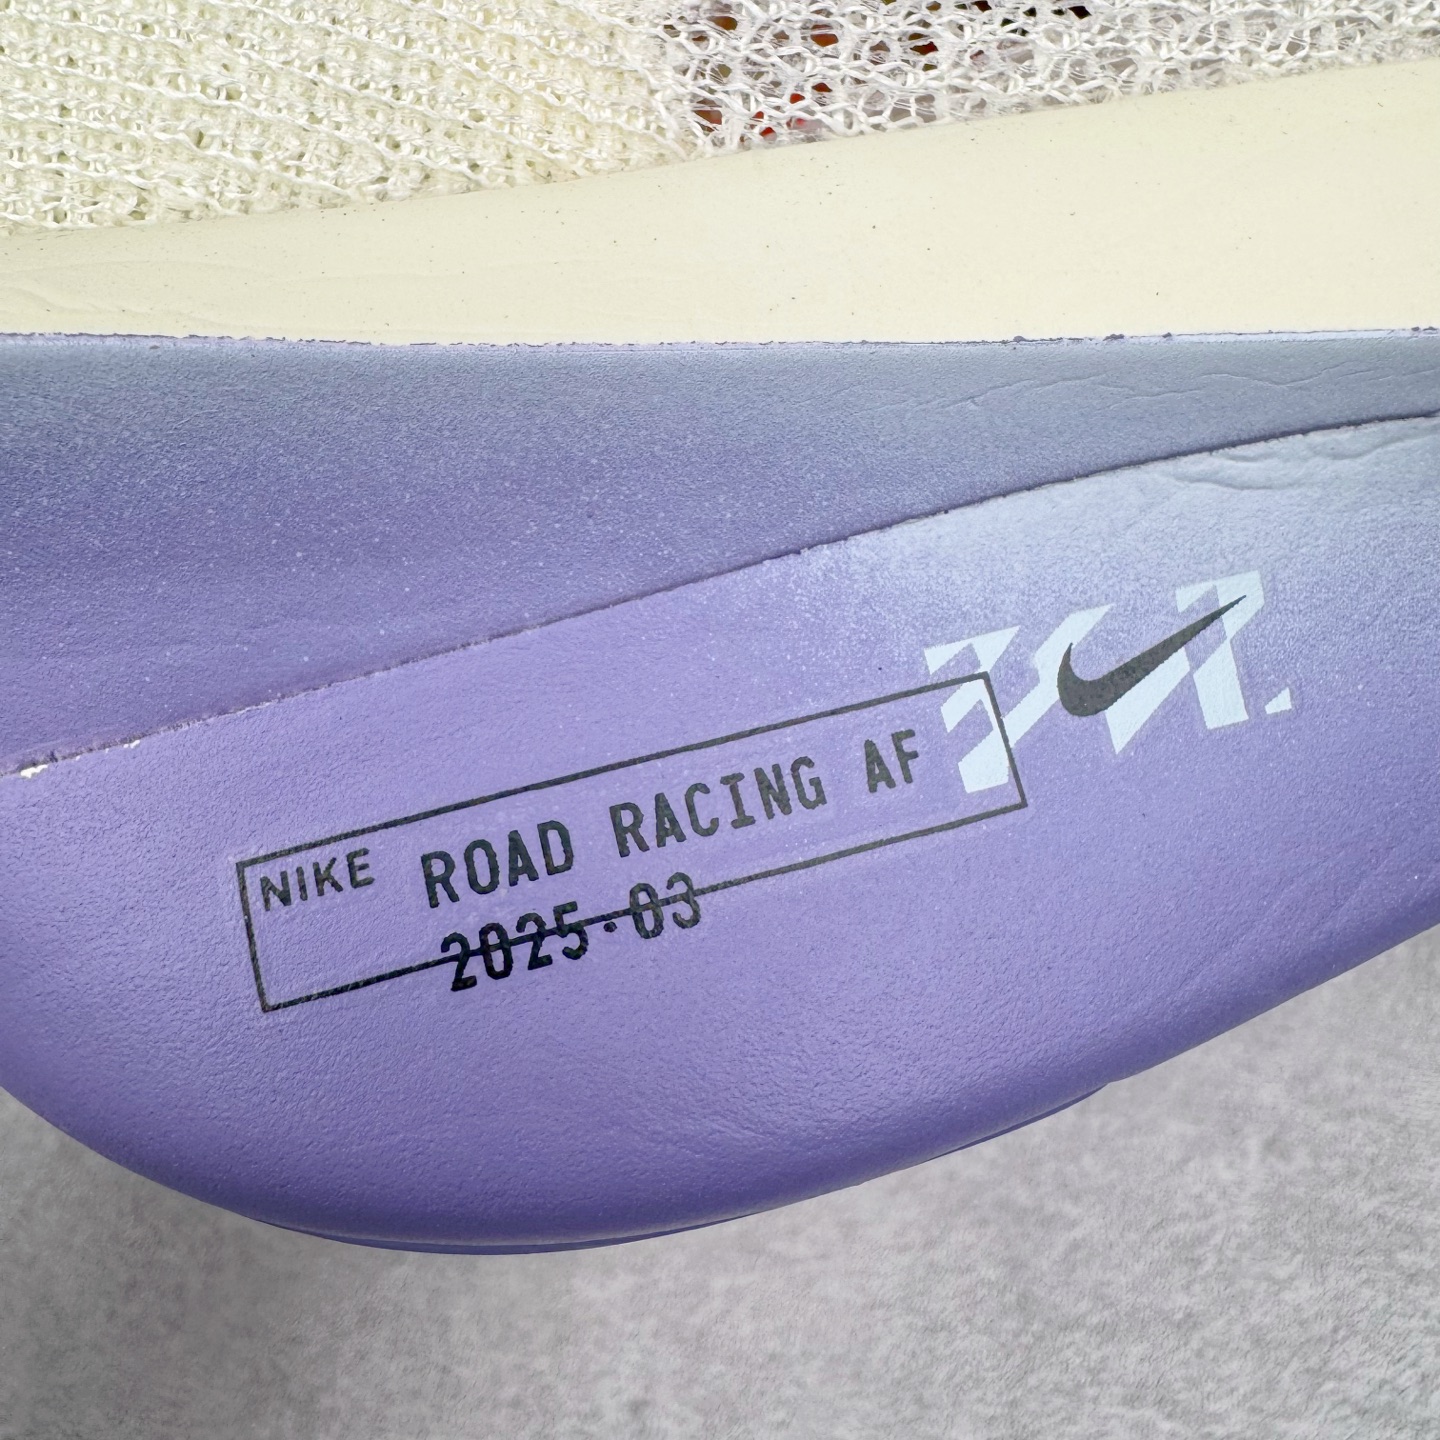 NIKE ROAD RACING AF
2025.03